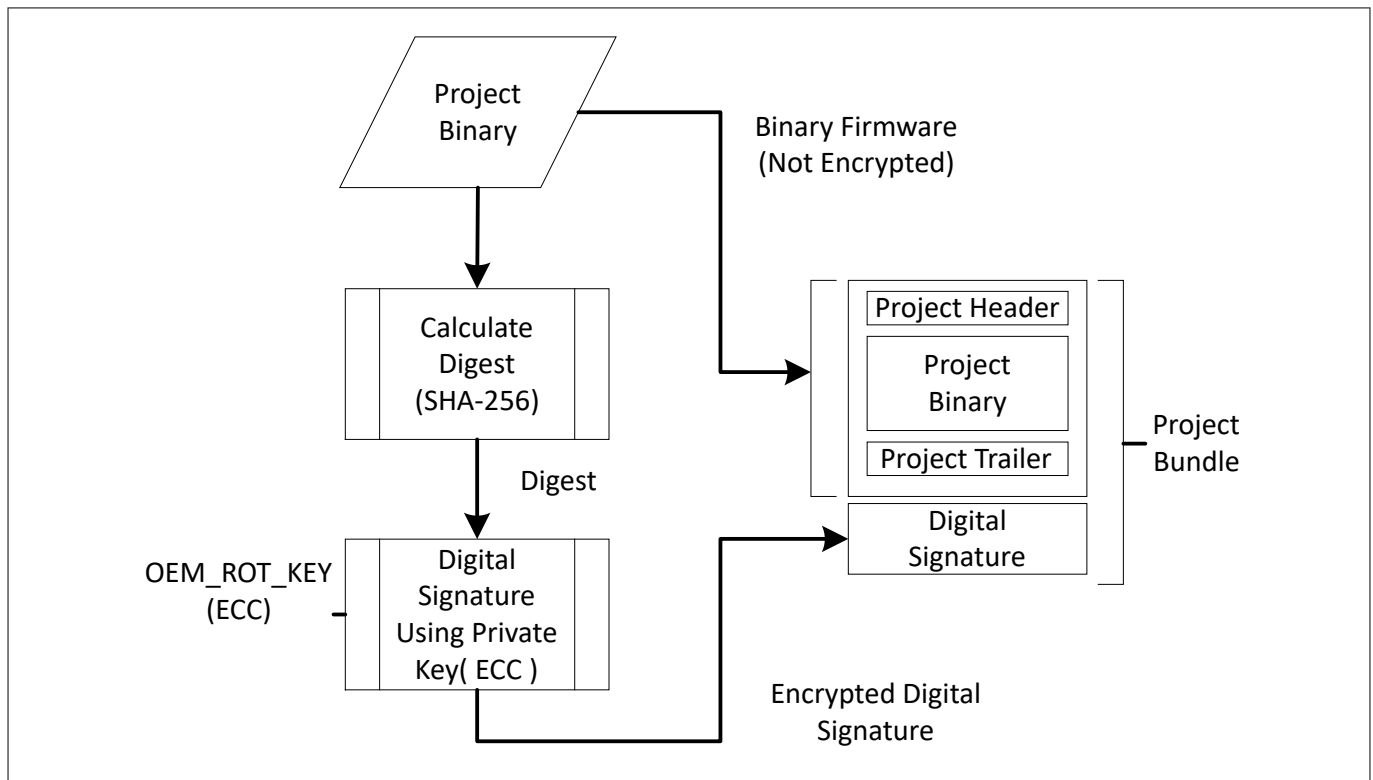 Project
Binary
Binary Firmware
(Not Encrypted)
Calculate
Digest
(SHA-256)
Project Header
Project
Binary
Project Trailer
Project
Bundle
Digest
Digital
Signature
OEM_ROT_KEY
(ECC)
Digital
Signature
Using Private
Key( ECC )
Encrypted Digital
Signature